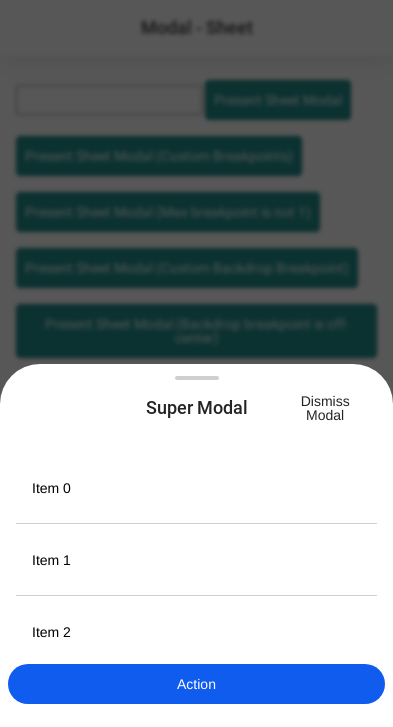 Modal - Sheet
Present Sheet Modal
Present Sheet Modal (Custom Breakpoints)
Present Sheet Modal (Max breakpoint is not 1)
Present Sheet Modal (Custom Backdrop Breakpoint)
Present Sheet Modal (Backdrop breakpoint is off-
center)
Super Modal
Dismiss
Modal
Item 0
Item 1
Item 2
Action